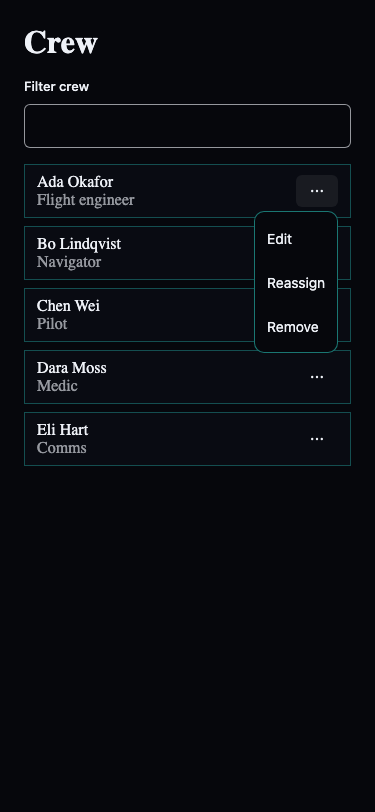 Crew
Filter crew
Ada Okafor
Flight engineer
...
Bo Lindqvist
Navigator
Edit
Chen Wei
Pilot
Reassign
Remove
Dara Moss
Medic
...
Eli Hart
Comms
...